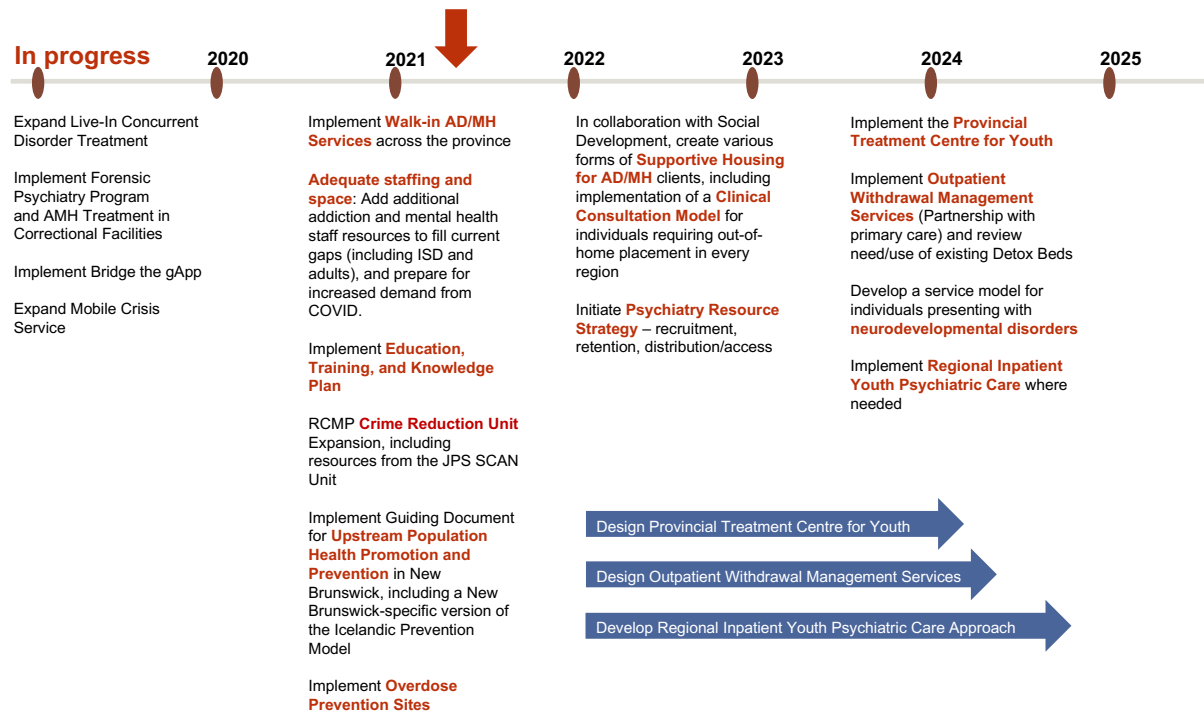 In progress
2020
2021
2022
2023
2024
2025
Expand Live-In Concurrent
Disorder Treatment
Implement Forensic
Psychiatry Program
and AMH Treatment in
Correctional Facilities
Implement Bridge the gApp
Expand Mobile Crisis
Service
Implement Walk-in AD/MH
Services across the province
Adequate staffing and
space: Add additional
addiction and mental health
staff resources to fill current
gaps (including ISD and
adults), and prepare for
increased demand from
COVID.
Implement Education,
Training, and Knowledge
Plan
RCMP Crime Reduction Unit
Expansion, including
resources from the JPS SCAN
Unit
Implement Guiding Document
for Upstream Population
Health Promotion and
Prevention in New
Brunswick, including a New
Brunswick-specific version of
the Icelandic Prevention
Model
Implement Overdose
Prevention Sites
In collaboration with Social
Development, create various
forms of Supportive Housing
for AD/MH clients, including
implementation of a Clinical
Consultation Model for
individuals requiring out-of-
home placement in every
region
Initiate Psychiatry Resource
Strategy – recruitment,
retention, distribution/access
Implement the Provincial
Treatment Centre for Youth
Implement Outpatient
Withdrawal Management
Services (Partnership with
primary care) and review
need/use of existing Detox Beds
Develop a service model for
individuals presenting with
neurodevelopmental disorders
Implement Regional Inpatient
Youth Psychiatric Care where
needed
Design Provincial Treatment Centre for Youth
Design Outpatient Withdrawal Management Services
Develop Regional Inpatient Youth Psychiatric Care Approach